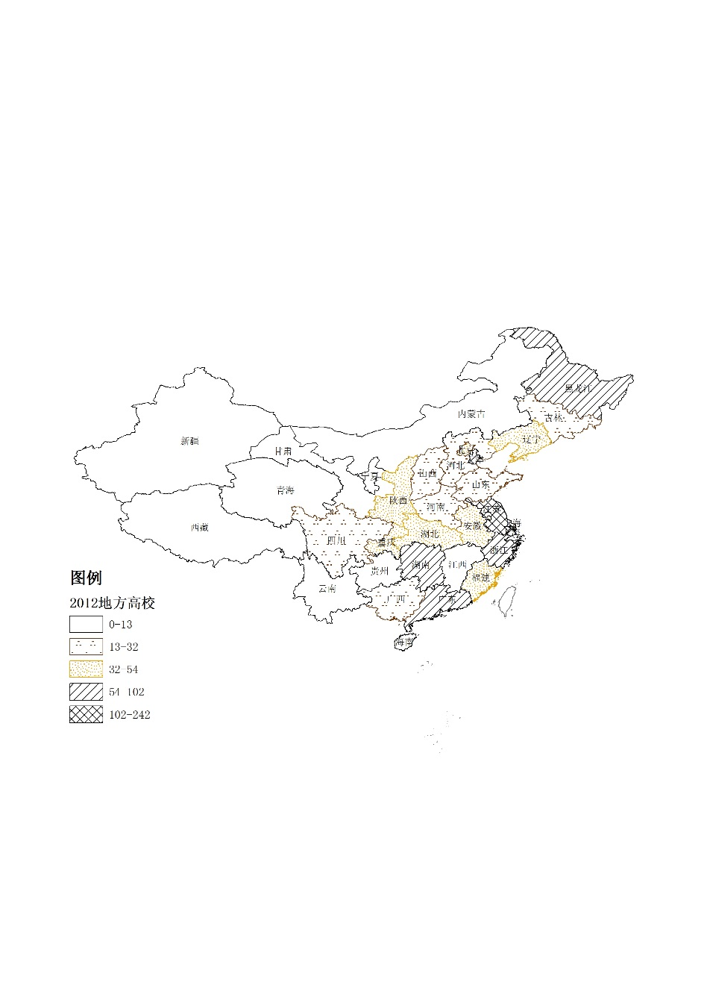 黑龙江
内蒙古
吉林
新疆
辽宁
甘肃
北京
河北
山西
宁夏
山东
青海
陕西
河南
江苏
西藏
安徽
湖北
四川
重庆
浙江
湖南
江西
贵州
福建
云南
广西
广东
海南
图例
2012地方高校
0-13
13-32
32-54
54-102
102-242